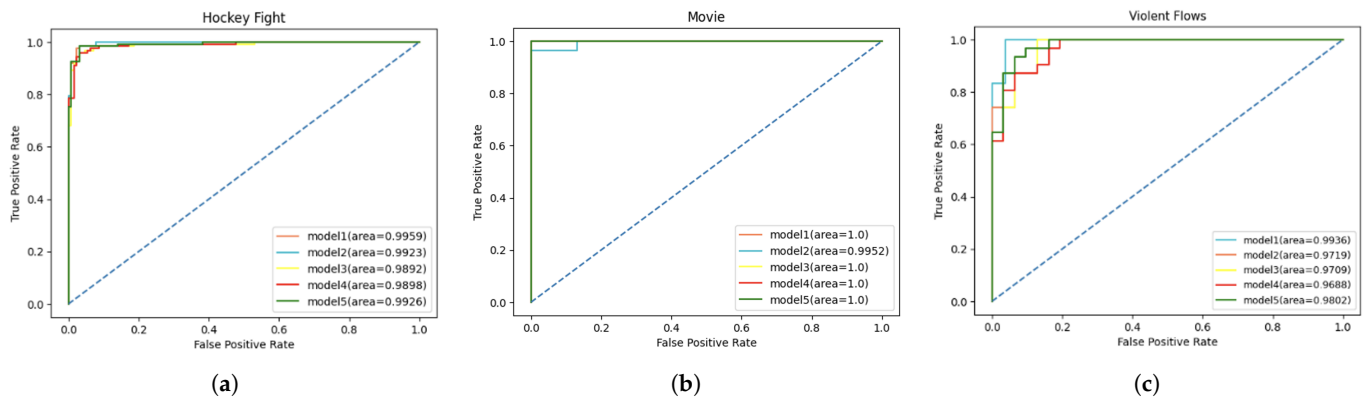 Hockey Fight
True Positive Rate
1.0
0.8
0.6
0.4
0.2
0.0
model1(area=0.9959)
model2(area=0.9923)
model3(area=0.9892)
model4(area=0.9898)
model5(area=0.9926)
0.0 0.2 0.4 0.6 0.8 1.0
False Positive Rate
(a)
Movie
True Positive Rate
1.0
0.8
0.6
0.4
0.2
0.0
model1(area=1.0)
model2(area=0.9952)
model3(area=1.0)
model4(area=1.0)
model5(area=1.0)
0.0 0.2 0.4 0.6 0.8 1.0
False Positive Rate
(b)
Violent Flows
True Positive Rate
1.0
0.8
0.6
0.4
0.2
0.0
model1(area=0.9936)
model2(area=0.9719)
model3(area=0.9709)
model4(area=0.9688)
model5(area=0.9802)
0.0 0.2 0.4 0.6 0.8 1.0
False Positive Rate
(c)